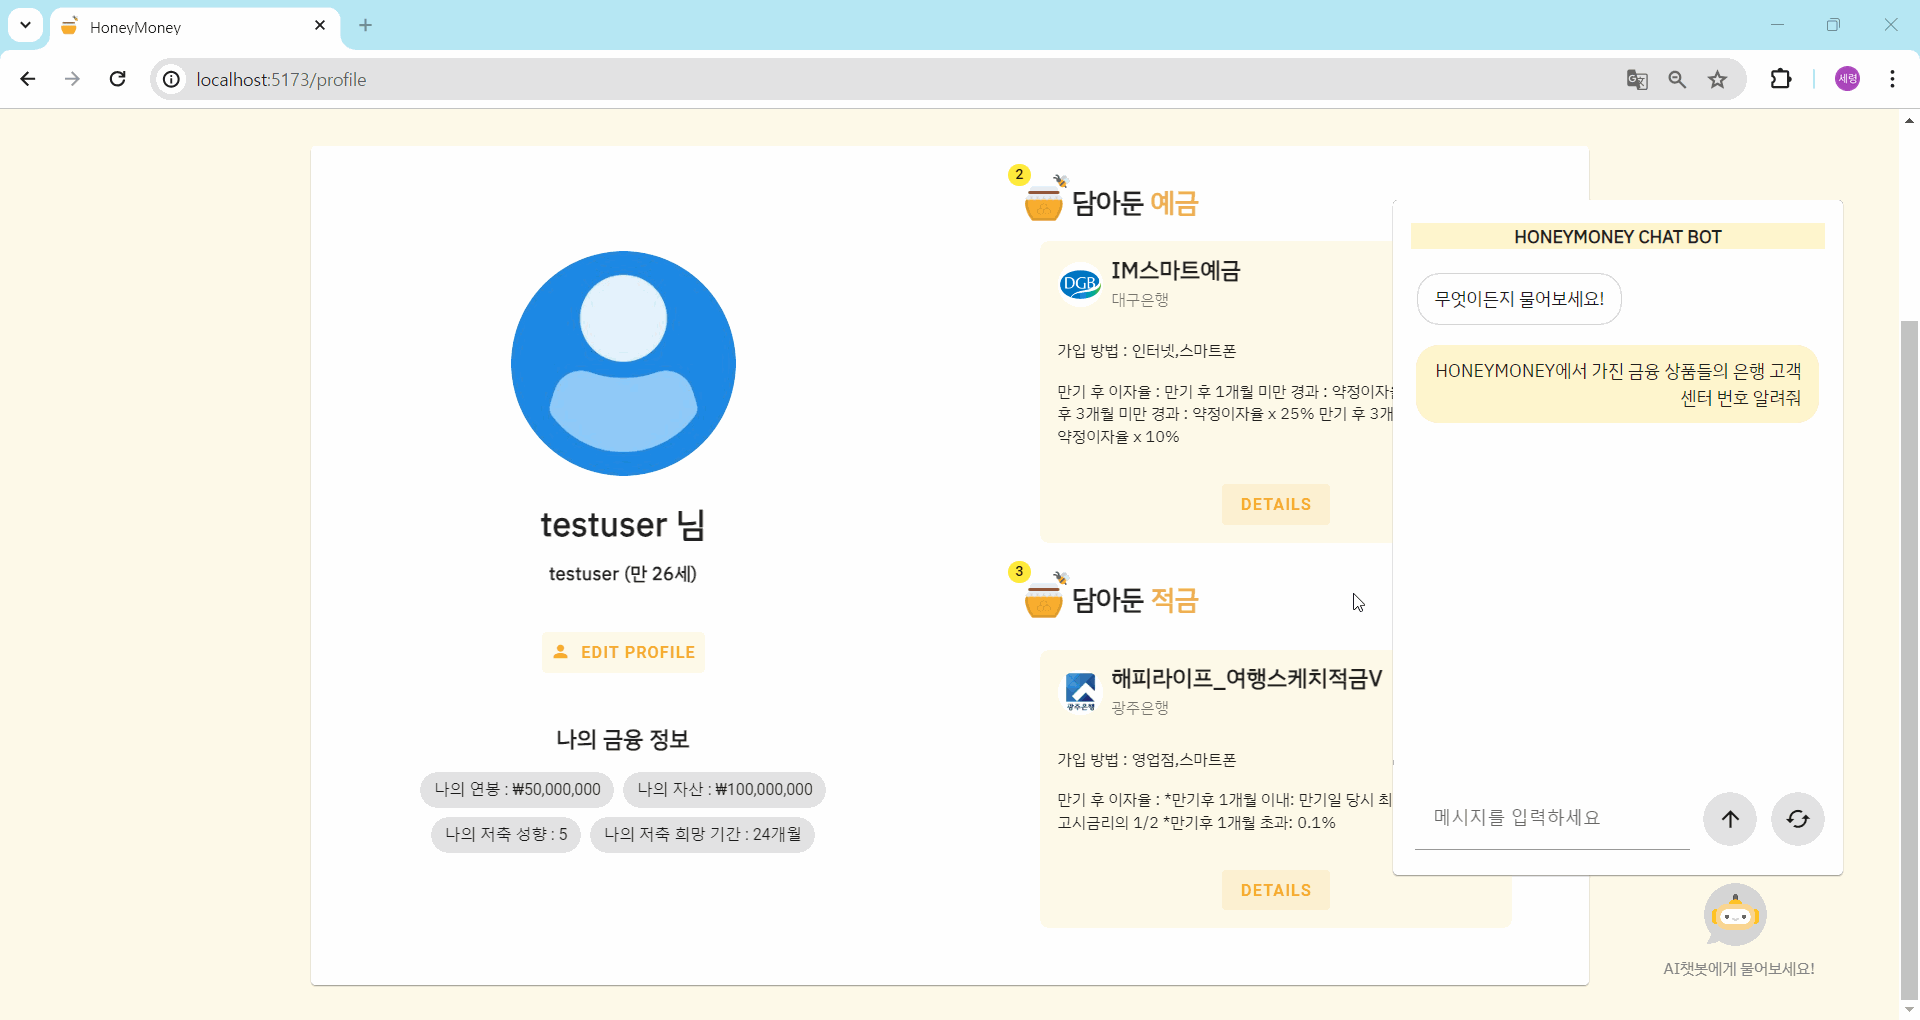 HoneyMoney
localhost:5173/profile
세령
testuser 님
testuser (만 26세)
EDIT PROFILE
나의 금융 정보
나의 연봉 : ₩50,000,000
나의 자산 : ₩100,000,000
나의 저축 성향 : 5
나의 저축 희망 기간 : 24개월
2
담아둔 예금
DGB
IM스마트예금
대구은행
가입 방법 : 인터넷,스마트폰
만기 후 이자율 : 만기 후 1개월 미만 경과 : 약정이자
후 3개월 미만 경과 : 약정이자율 x 25% 만기 후 3개
약정이자율 x 10%
DETAILS
3
담아둔 적금
광주은행
해피라이프_여행스케치적금V
광주은행
가입 방법 : 영업점,스마트폰
만기 후 이자율 : *만기후 1개월 이내: 만기일 당시 최
고시금리의 1/2 *만기후 1개월 초과: 0.1%
DETAILS
HONEYMONEY CHAT BOT
무엇이든지 물어보세요!
HONEYMONEY에서 가진 금융 상품들의 은행 고객
센터 번호 알려줘
메시지를 입력하세요
AI챗봇에게 물어보세요!